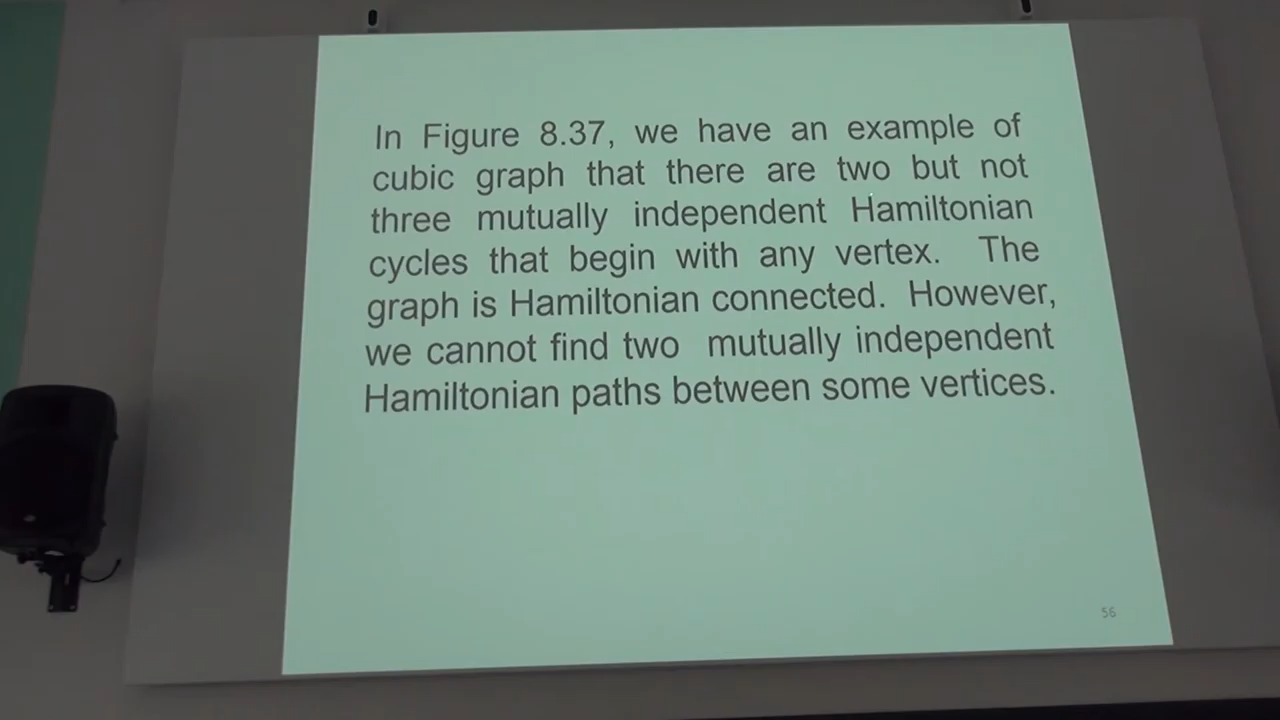 In Figure 8.37, we have an example of
cubic graph that there are two but not
three mutually independent Hamiltonian
cycles that begin with any vertex. The
graph is Hamiltonian connected. However,
we cannot find two mutually independent
Hamiltonian paths between some vertices.
56